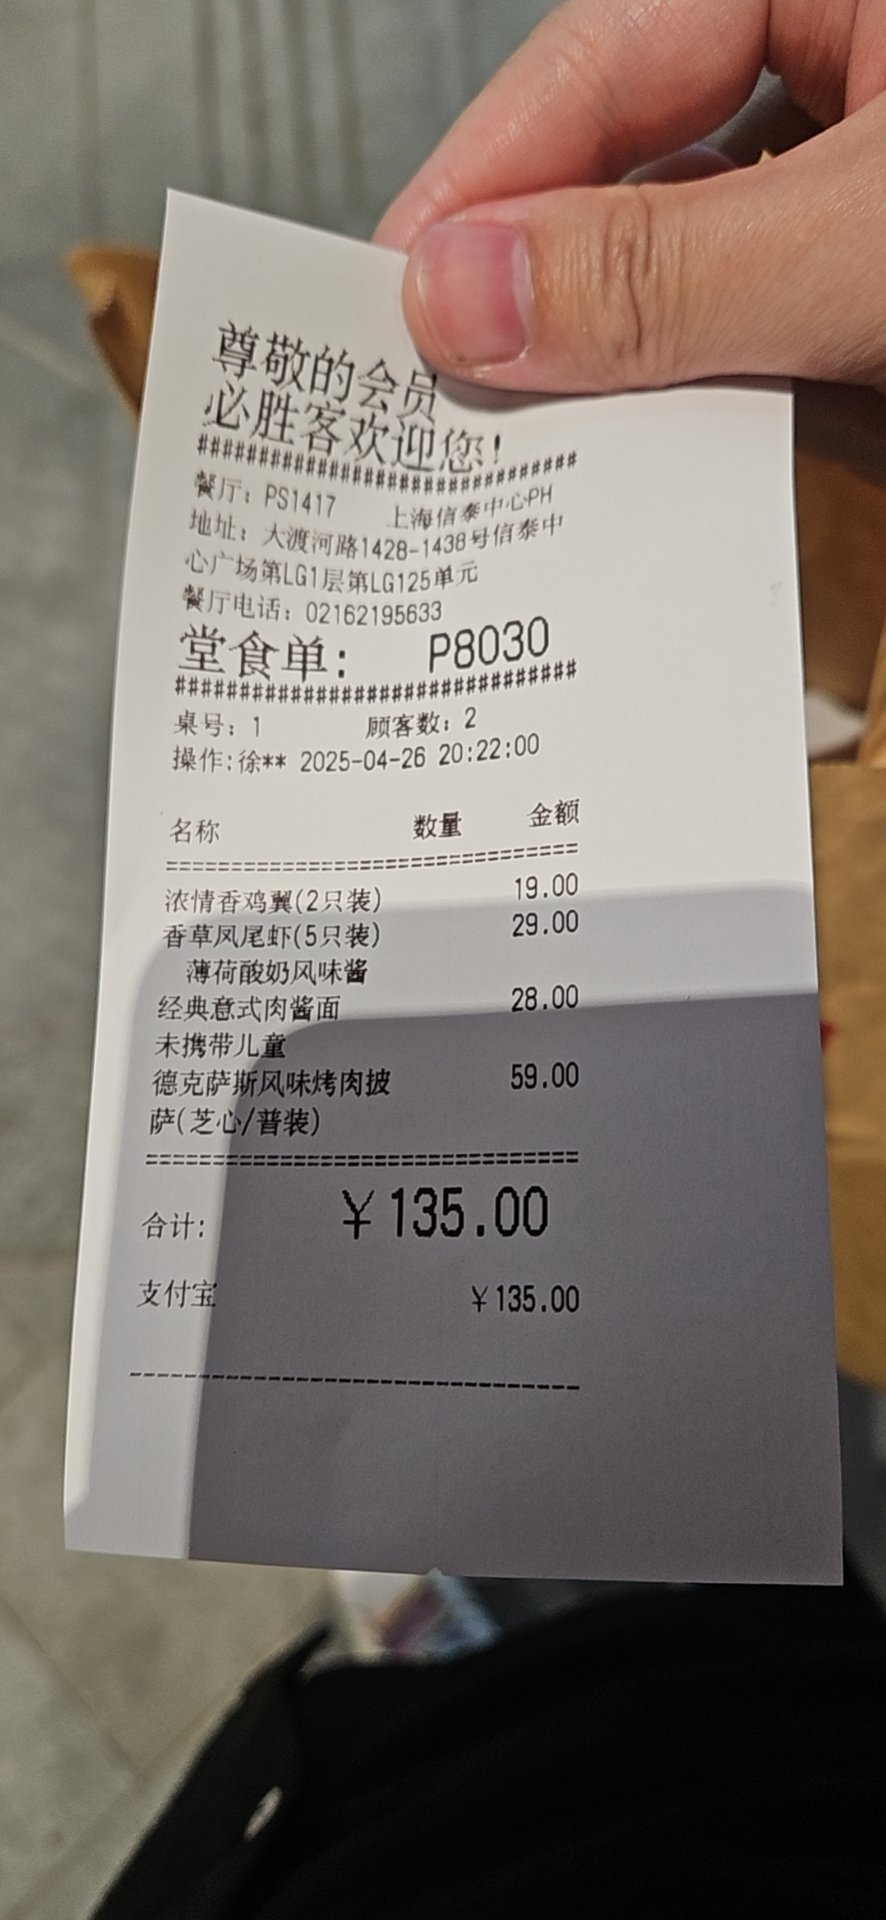 尊敬的会员
必胜客欢迎您!
###################################
餐厅: PS1417 上海信泰中心PH
地址: 大渡河路1428-1438号信泰中
心广场第LG1层第LG125单元
餐厅电话: 02162195633
堂食单: P8030
###################################
桌号: 1 顾客数: 2
操作:徐** 2025-04-26 20:22:00
名称 数量 金额
===================================
浓情香鸡翼(2只装) 19.00
香草凤尾虾(5只装) 29.00
薄荷酸奶风味酱
经典意式肉酱面 28.00
未携带儿童
德克萨斯风味烤肉披 59.00
萨(芝心/普装)
===================================
合计: ¥135.00
支付宝 ¥135.00
-----------------------------------